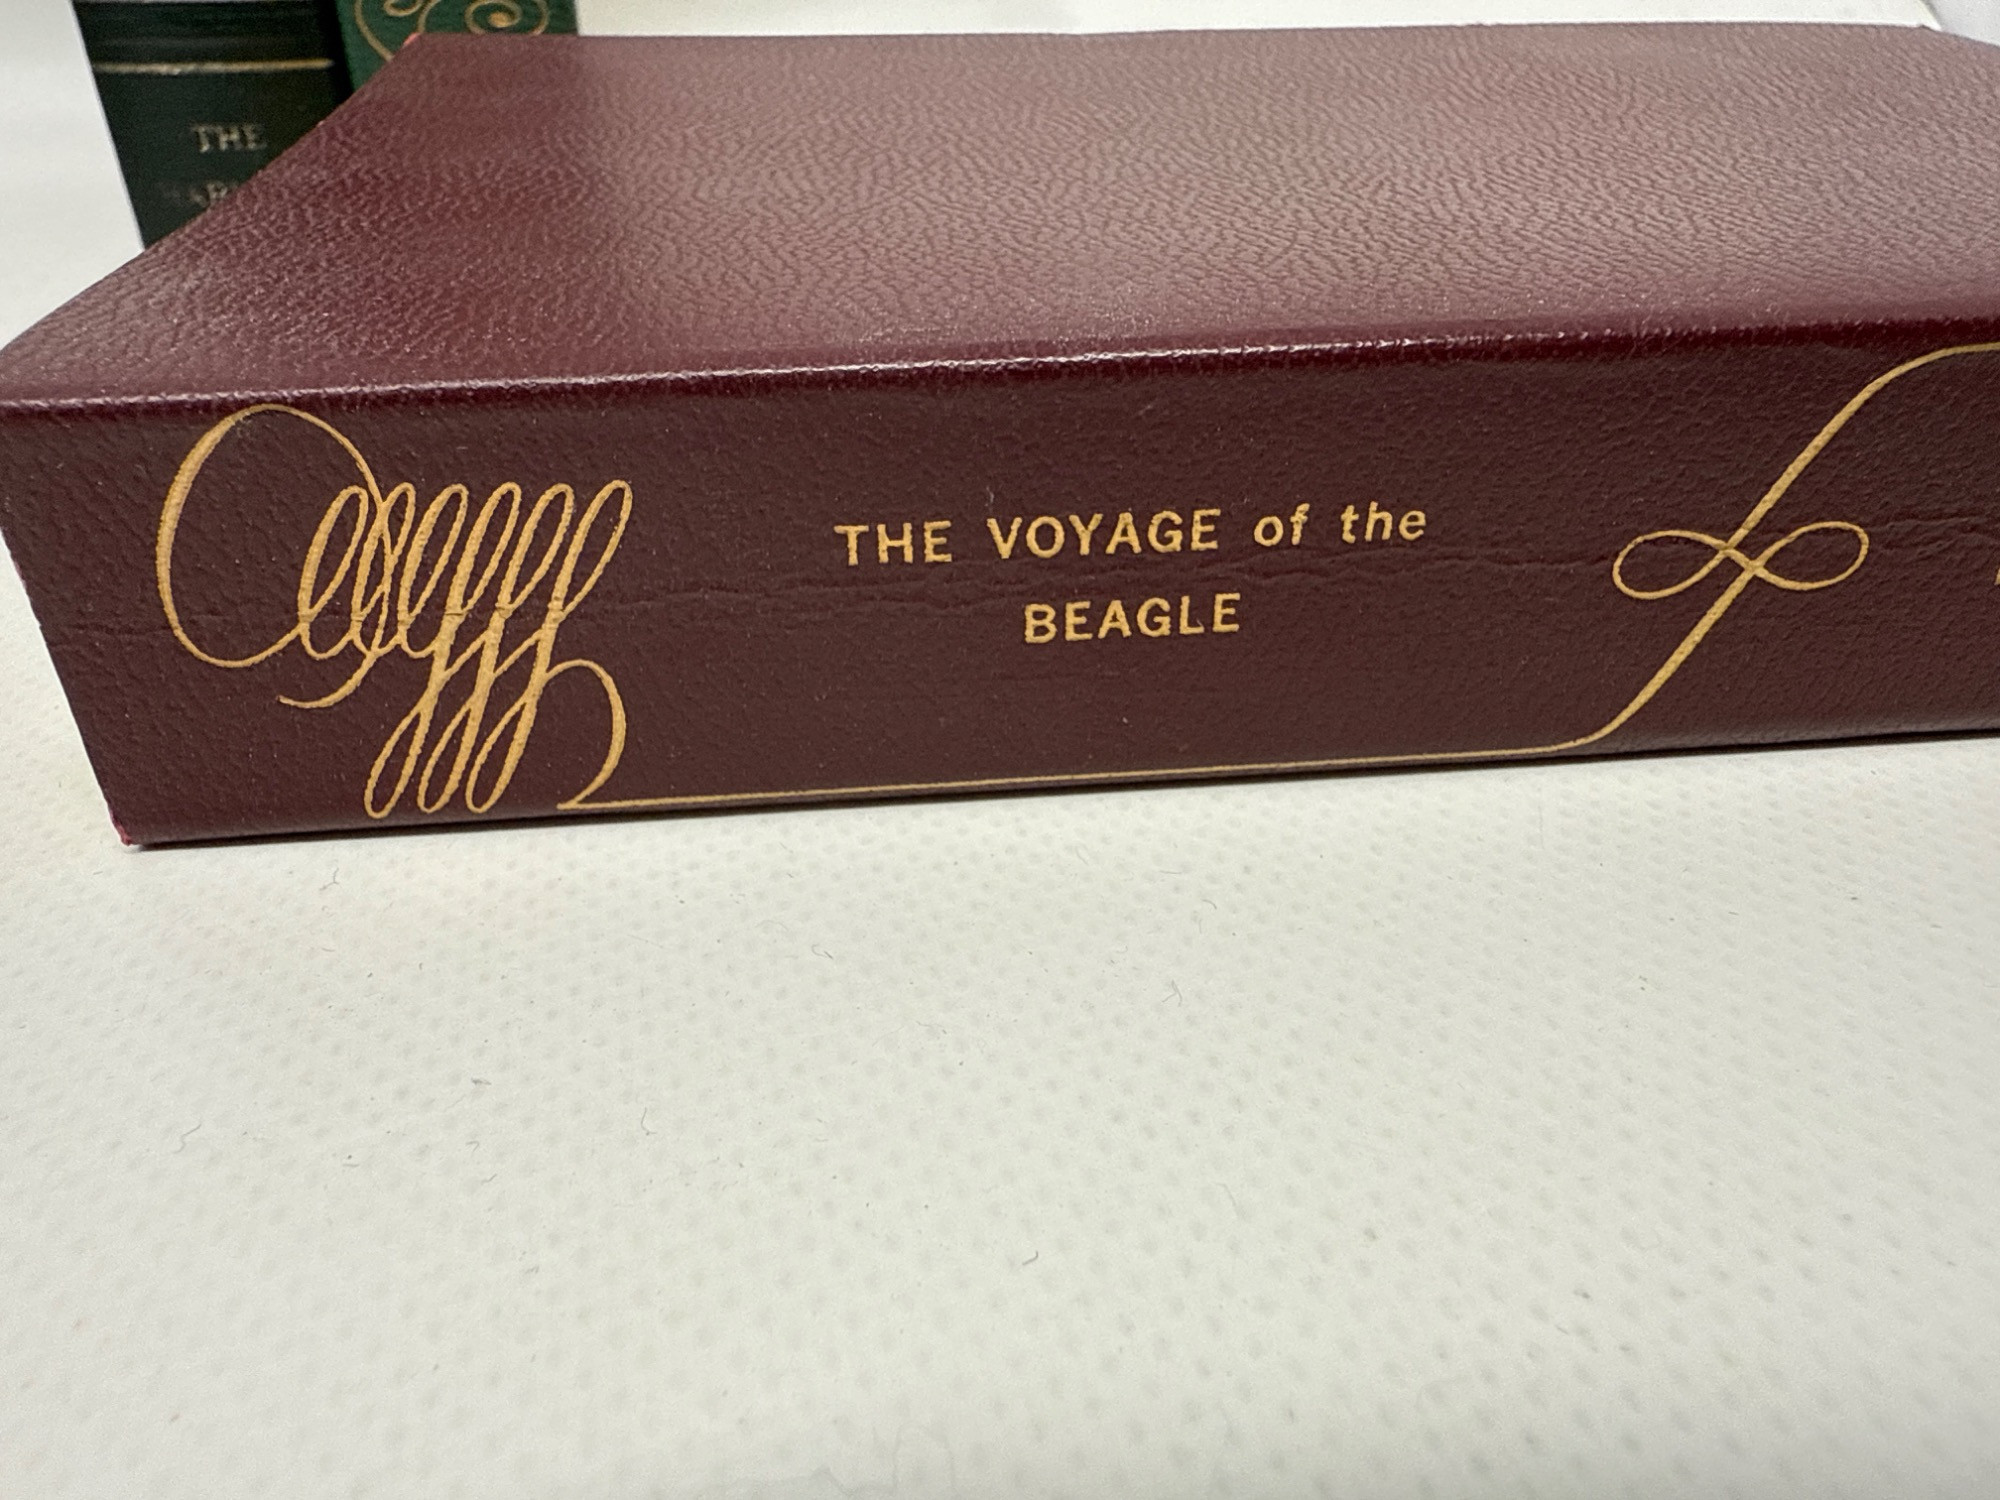 THE
THE VOYAGE of the
BEAGLE